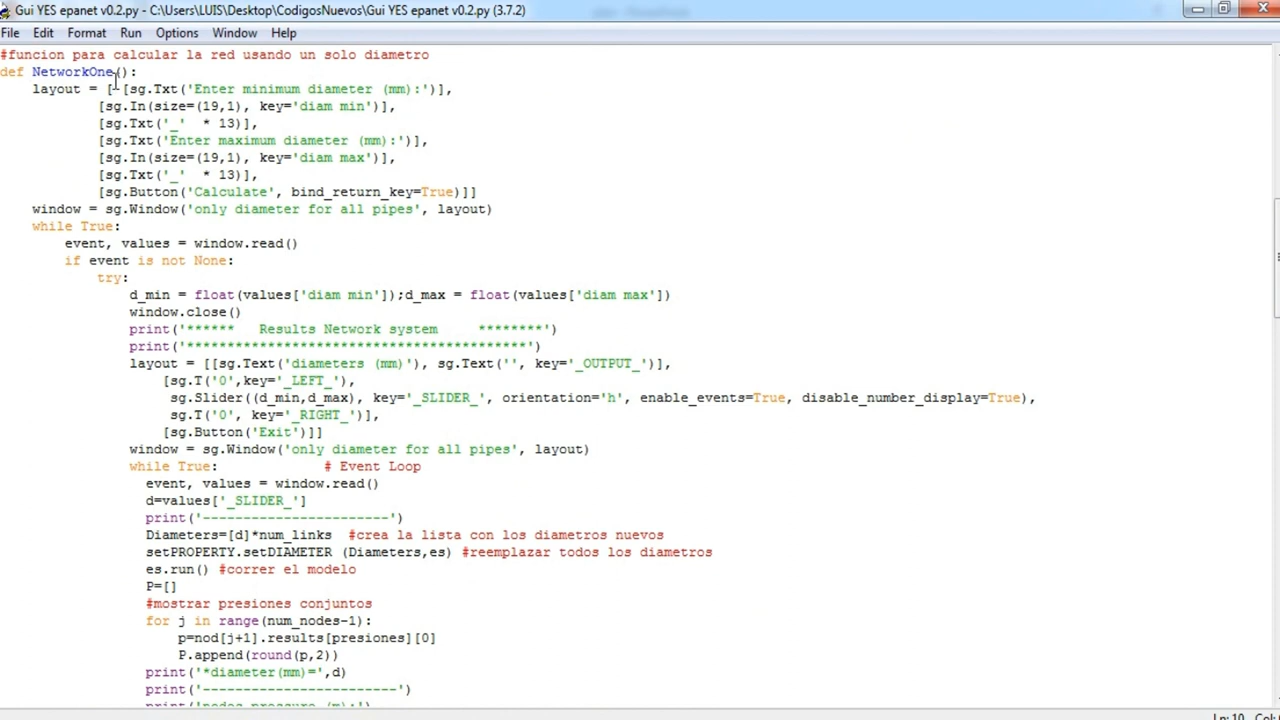 Gui YES epanet v0.2.py - C:\Users\LUIS\Desktop\CodigosNuevos\Gui YES epanet v0.2.py (3.7.2)
File Edit Format Run Options Window Help
#funcion para calcular la red usando un solo diametro
def NetworkOne():
layout = [ [sg.Txt('Enter minimum diameter (mm):')],
[sg.In(size=(19,1), key='diam min')],
[sg.Txt('_' * 13)],
[sg.Txt('Enter maximum diameter (mm):')],
[sg.In(size=(19,1), key='diam max')],
[sg.Txt('_' * 13)],
[sg.Button('Calculate', bind_return_key=True)]]
window = sg.Window('only diameter for all pipes', layout)
while True:
event, values = window.read()
if event is not None:
try:
d_min = float(values['diam min']);d_max = float(values['diam max'])
window.close()
print('****** Results Network system ********')
print('******************************************')
layout = [[sg.Text('diameters (mm)'), sg.Text('', key='_OUTPUT_')],
[sg.T('0',key='_LEFT_'),
sg.Slider((d_min,d_max), key='_SLIDER_', orientation='h', enable_events=True, disable_number_display=True),
sg.T('0', key='_RIGHT_')],
[sg.Button('Exit')]]
window = sg.Window('only diameter for all pipes', layout)
while True: # Event Loop
event, values = window.read()
d=values['_SLIDER_']
print('-----------------------')
Diameters=[d]*num_links #crea la lista con los diametros nuevos
setPROPERTY.setDIAMETER (Diameters,es) #reemplazar todos los diametros
es.run() #correr el modelo
P=[]
#mostrar presiones conjuntos
for j in range(num_nodes-1):
p=nod[j+1].results[presiones][0]
P.append(round(p,2))
print('*diameter(mm)=',d)
print('------------------------')
print('nodes pressure (m):')